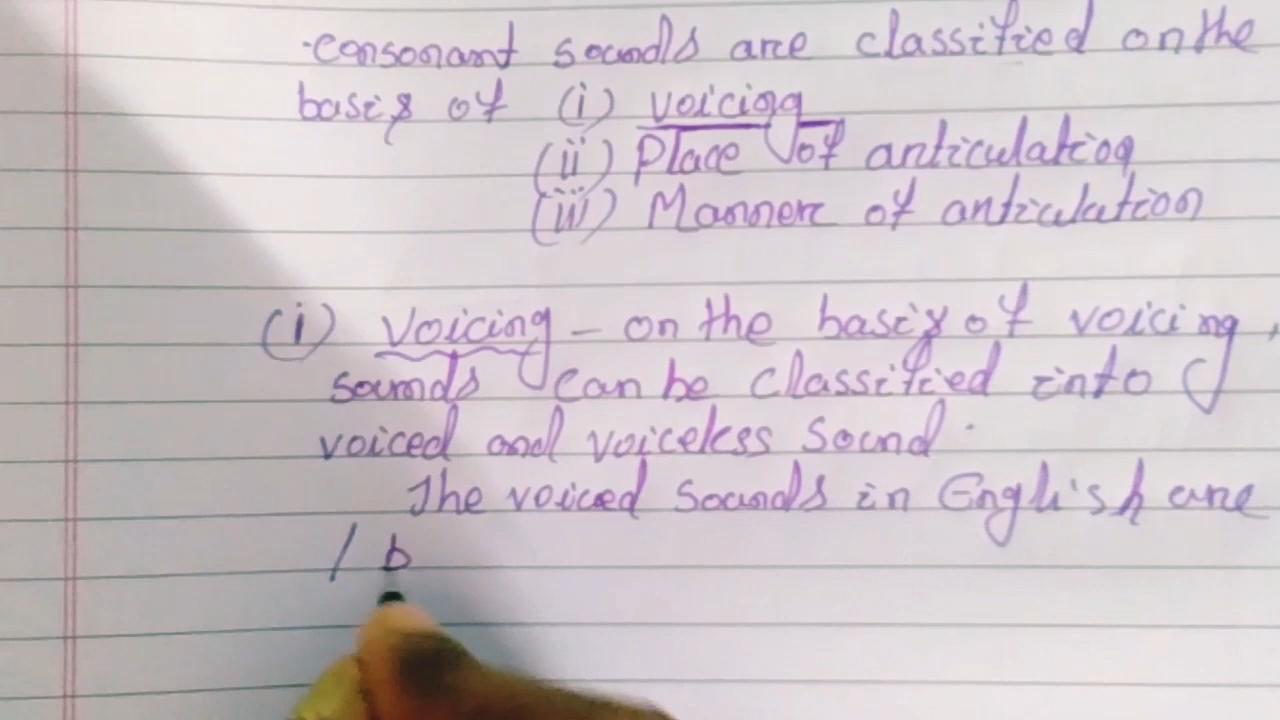 consonant sounds are classified on the
basis of (i) voicing
(ii) Place of articulation
(iii) Manner of articulation
(i) Voicing - on the basis of voicing,
sounds can be classified into
voiced and voiceless sound.
The voiced sounds in English are
/ b